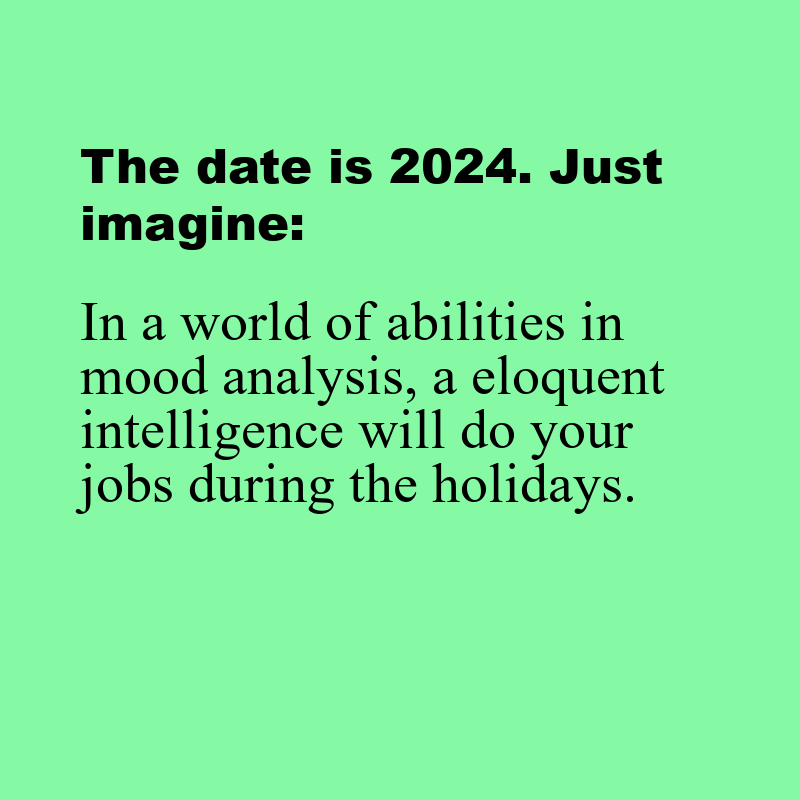 The date is 2024. Just
imagine:
In a world of abilities in
mood analysis, a eloquent
intelligence will do your
jobs during the holidays.